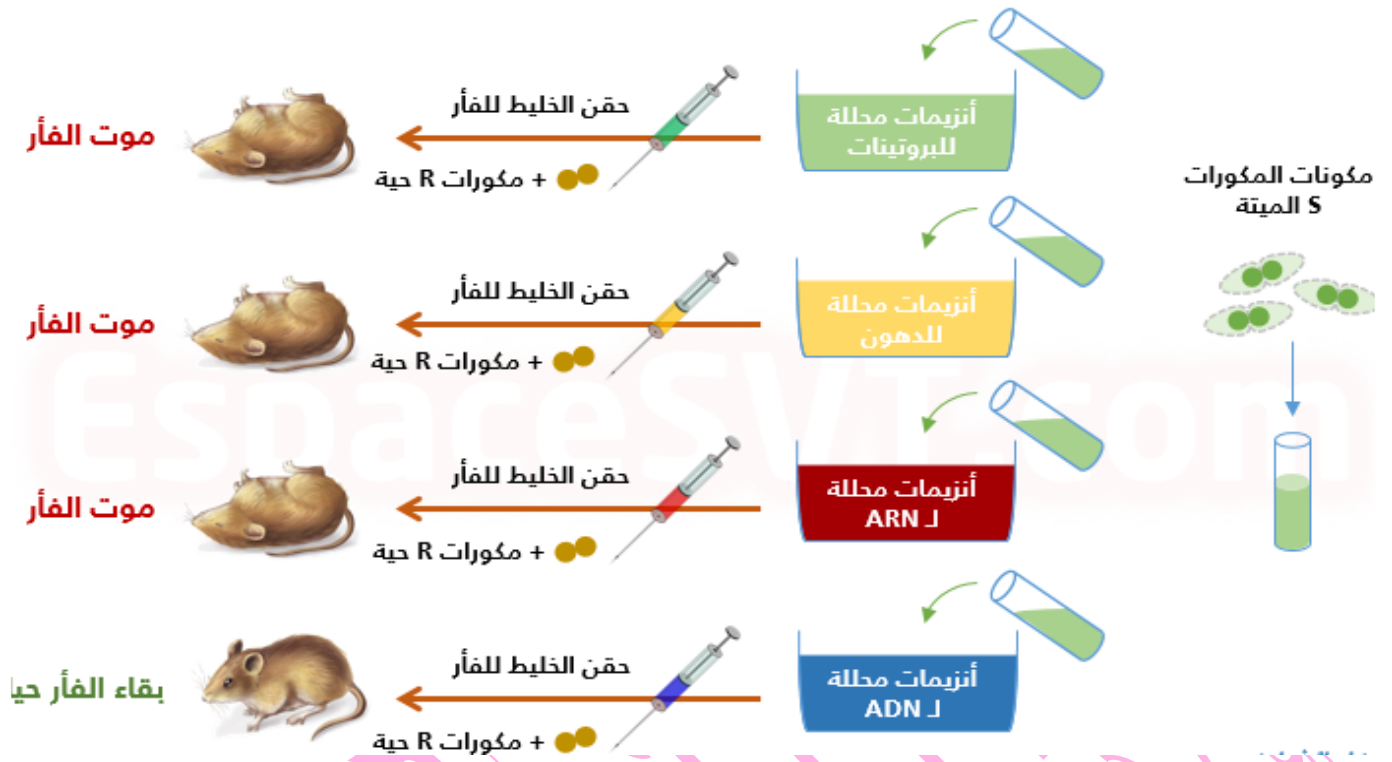 مكونات المكورات
S الميتة
أنزيمات محللة
للبروتينات
حقن الخليط للفأر
+ مكورات R حية
موت الفأر
أنزيمات محللة
للدهون
حقن الخليط للفأر
+ مكورات R حية
موت الفأر
EspaceSVT.com
أنزيمات محللة
لـ ARN
حقن الخليط للفأر
+ مكورات R حية
موت الفأر
أنزيمات محللة
لـ ADN
حقن الخليط للفأر
+ مكورات R حية
بقاء الفأر حيا